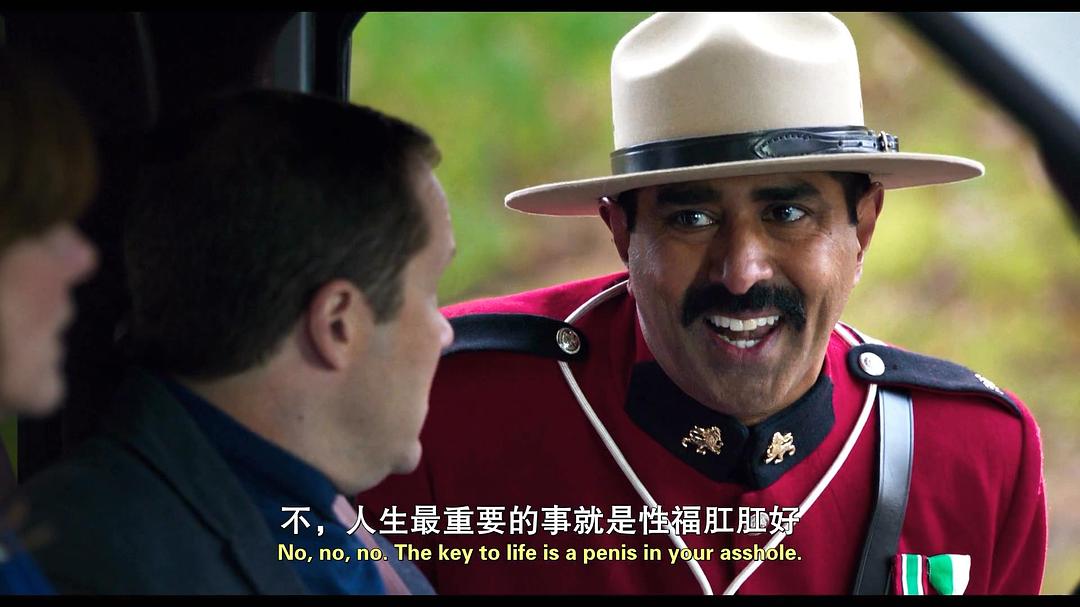 不，人生最重要的事就是性福肛肛好
No, no, no. The key to life is a penis in your asshole.